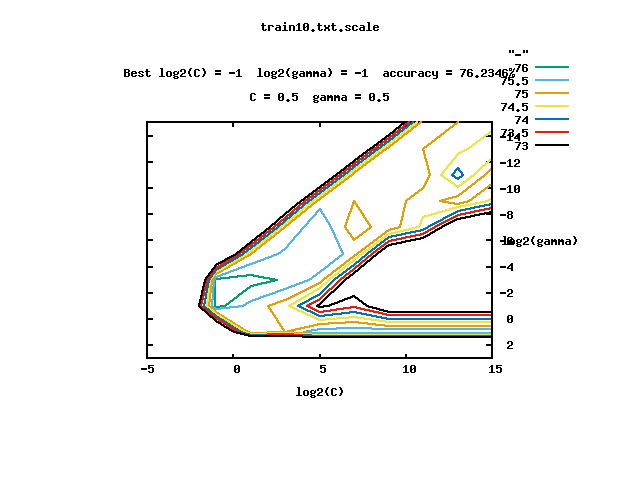 train10.txt.scale
"-"
Best log2(C) = -1  log2(gamma) = -1  accuracy = 76.2346%
C = 0.5  gamma = 0.5
76
75.5
75
74.5
74
73.5
73
-14
-12
-10
-8
-6
log2(gamma)
-4
-2
0
2
-5 0 5 10 15
log2(C)